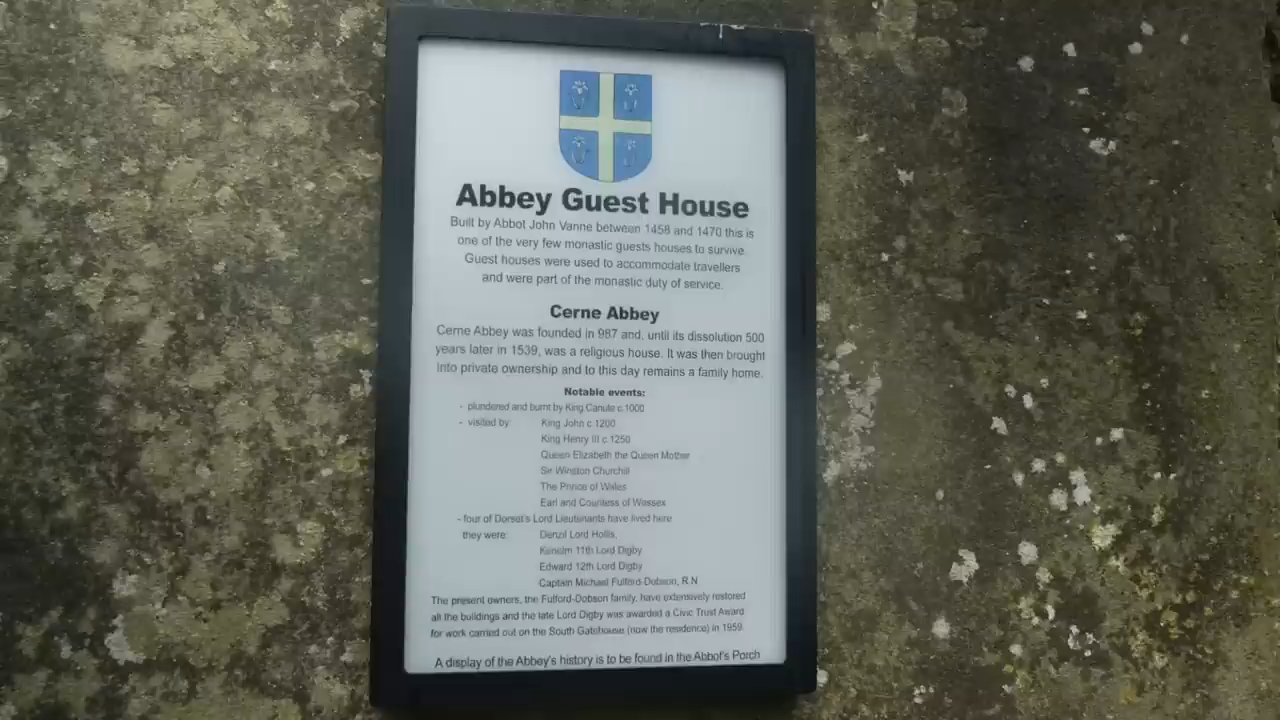 Abbey Guest House
Built by Abbot John Vanne between 1458 and 1470 this is
one of the very few monastic guests houses to survive.
Guest houses were used to accommodate travellers
and were part of the monastic duty of service.
Cerne Abbey
Cerne Abbey was founded in 987 and, until its dissolution 500
years later in 1539, was a religious house. It was then brought
into private ownership and to this day remains a family home.
Notable events:
- plundered and burnt by King Canute c.1000
- visited by: King John c.1200
King Henry III c.1250
Queen Elizabeth the Queen Mother
Sir Winston Churchill
The Prince of Wales
Earl and Countess of Wessex
- four of Dorset's Lord Lieutenants have lived here
they were: Denzil Lord Hollis,
Kenelm 11th Lord Digby
Edward 12th Lord Digby
Captain Michael Fulford-Dobson, R.N
The present owners, the Fulford-Dobson family, have extensively restored
all the buildings and the late Lord Digby was awarded a Civic Trust Award
for work carried out on the South Gatehouse (now the residence) in 1959.
A display of the Abbey's history is to be found in the Abbot's Porch